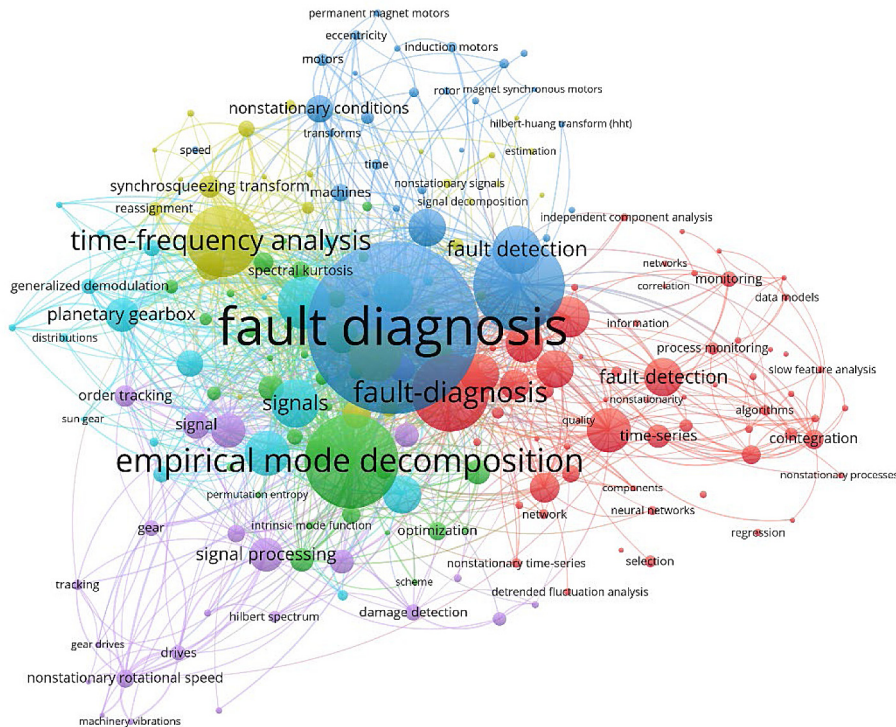 permanent magnet motors
eccentricity
induction motors
motors
rotor
magnet synchronous motors
nonstationary conditions
transforms
hilbert-huang transform (hht)
speed
time
estimation
synchrosqueezing transform
machines
nonstationary signals
reassignment
signal decomposition
independent component analysis
time-frequency analysis
fault detection
spectral kurtosis
networks
generalized demodulation
correlation
monitoring
data models
planetary gearbox
fault diagnosis
information
distributions
process monitoring
slow feature analysis
fault-detection
order tracking
fault-diagnosis
signals
nonstationarity
algorithms
sun gear
signal
quality
time-series
cointegration
empirical mode decomposition
nonstationary processes
permutation entropy
components
network
neural networks
gear
intrinsic mode function
optimization
regression
signal processing
nonstationary time-series
selection
tracking
scheme
detrended fluctuation analysis
hilbert spectrum
damage detection
gear drives
drives
nonstationary rotational speed
machinery vibrations